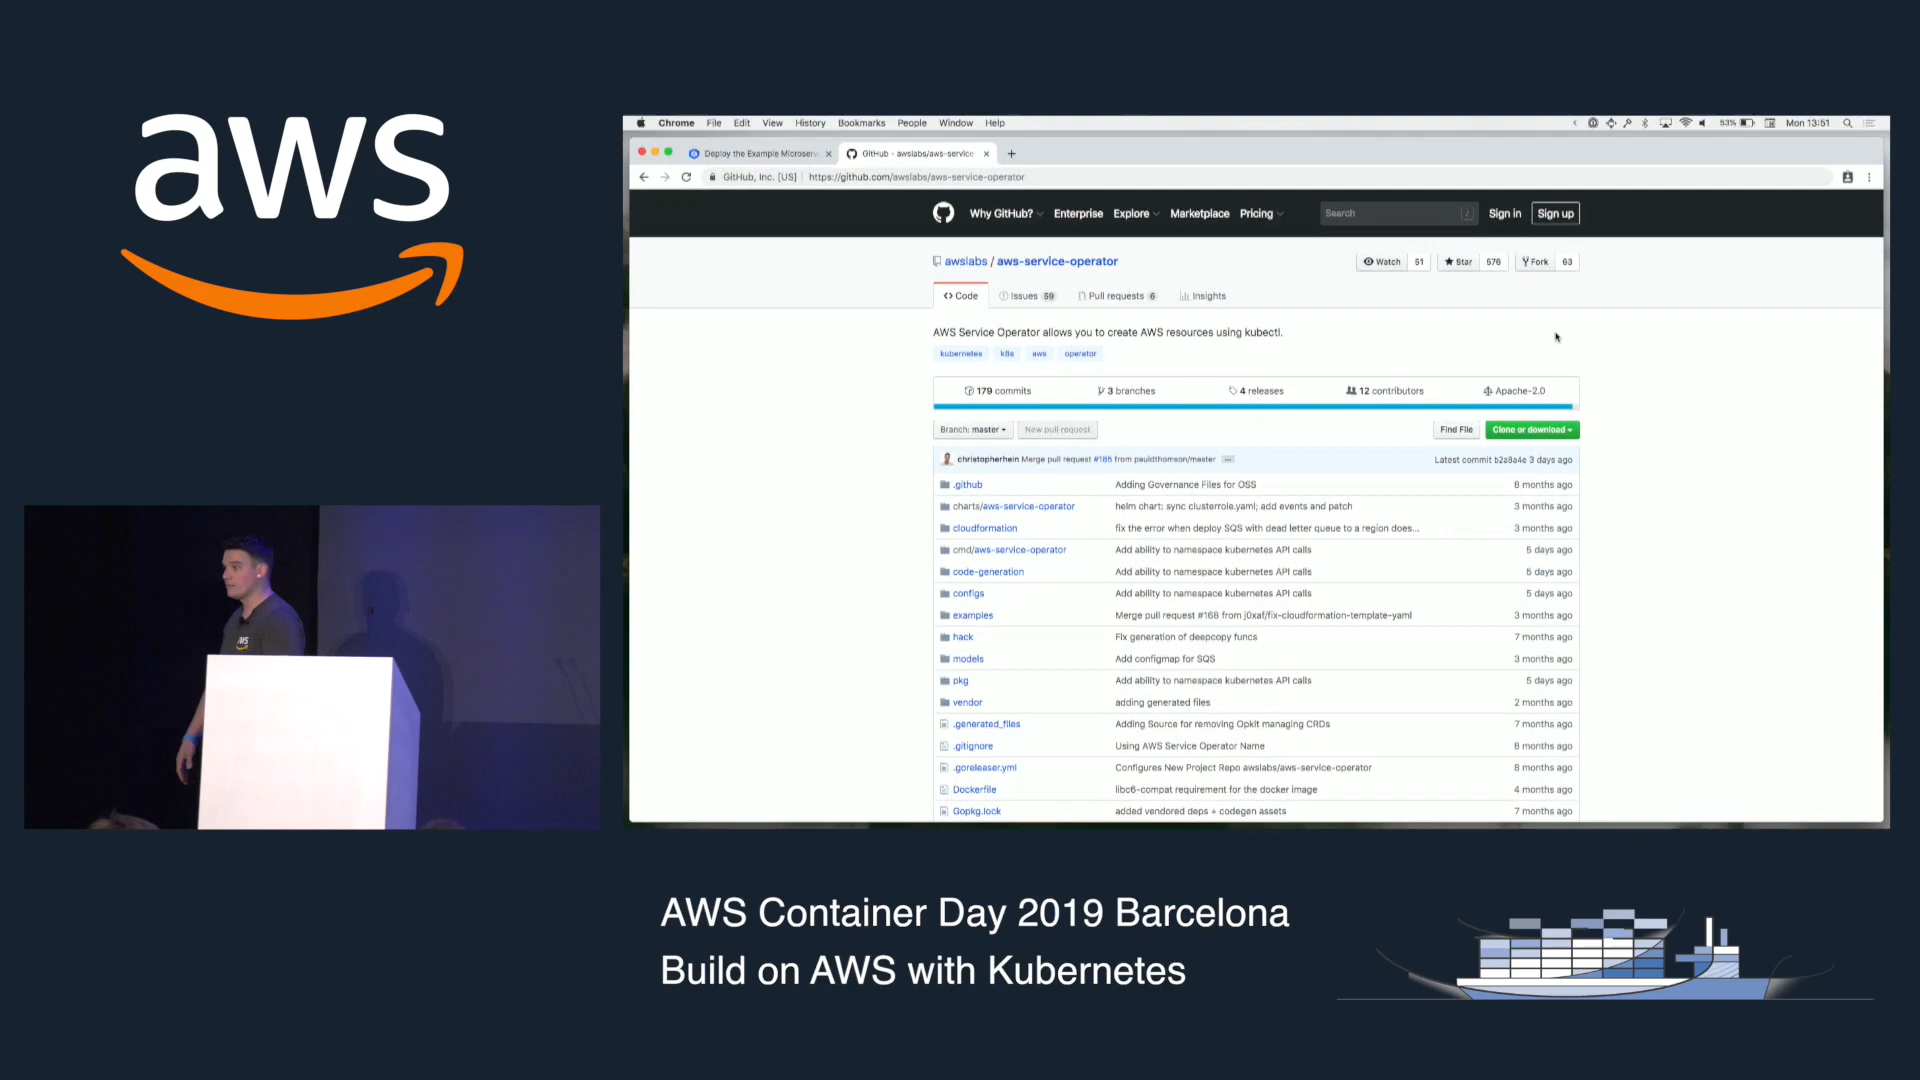 aws
Chrome File Edit View History Bookmarks People Window Help
53% Mon 13:51
Deploy the Example Microserv
GitHub - awslabs/aws-service
GitHub, Inc. [US] https://github.com/awslabs/aws-service-operator
Why GitHub? Enterprise Explore Marketplace Pricing Search / Sign in Sign up
awslabs / aws-service-operator
Watch 51 Star 576 Fork 63
Code Issues 59 Pull requests 6 Insights
AWS Service Operator allows you to create AWS resources using kubectl.
kubernetes k8s aws operator
179 commits 3 branches 4 releases 12 contributors Apache-2.0
Branch: master New pull request Find File Clone or download
christopherhein Merge pull request #185 from pauldthomson/master ... Latest commit b2a8a4e 3 days ago
.github Adding Governance Files for OSS 8 months ago
charts/aws-service-operator helm chart: sync clusterrole.yaml; add events and patch 3 months ago
cloudformation fix the error when deploy SQS with dead letter queue to a region does... 3 months ago
cmd/aws-service-operator Add ability to namespace kubernetes API calls 5 days ago
code-generation Add ability to namespace kubernetes API calls 5 days ago
configs Add ability to namespace kubernetes API calls 5 days ago
examples Merge pull request #168 from j0xaf/fix-cloudformation-template-yaml 3 months ago
hack Fix generation of deepcopy funcs 7 months ago
models Add configmap for SQS 3 months ago
pkg Add ability to namespace kubernetes API calls 5 days ago
vendor adding generated files 2 months ago
.generated_files Adding Source for removing Opkit managing CRDs 7 months ago
.gitignore Using AWS Service Operator Name 8 months ago
.goreleaser.yml Configures New Project Repo awslabs/aws-service-operator 8 months ago
Dockerfile libc6-compat requirement for the docker image 4 months ago
Gopkg.lock added vendored deps + codegen assets 7 months ago
aws
AWS Container Day 2019 Barcelona
Build on AWS with Kubernetes